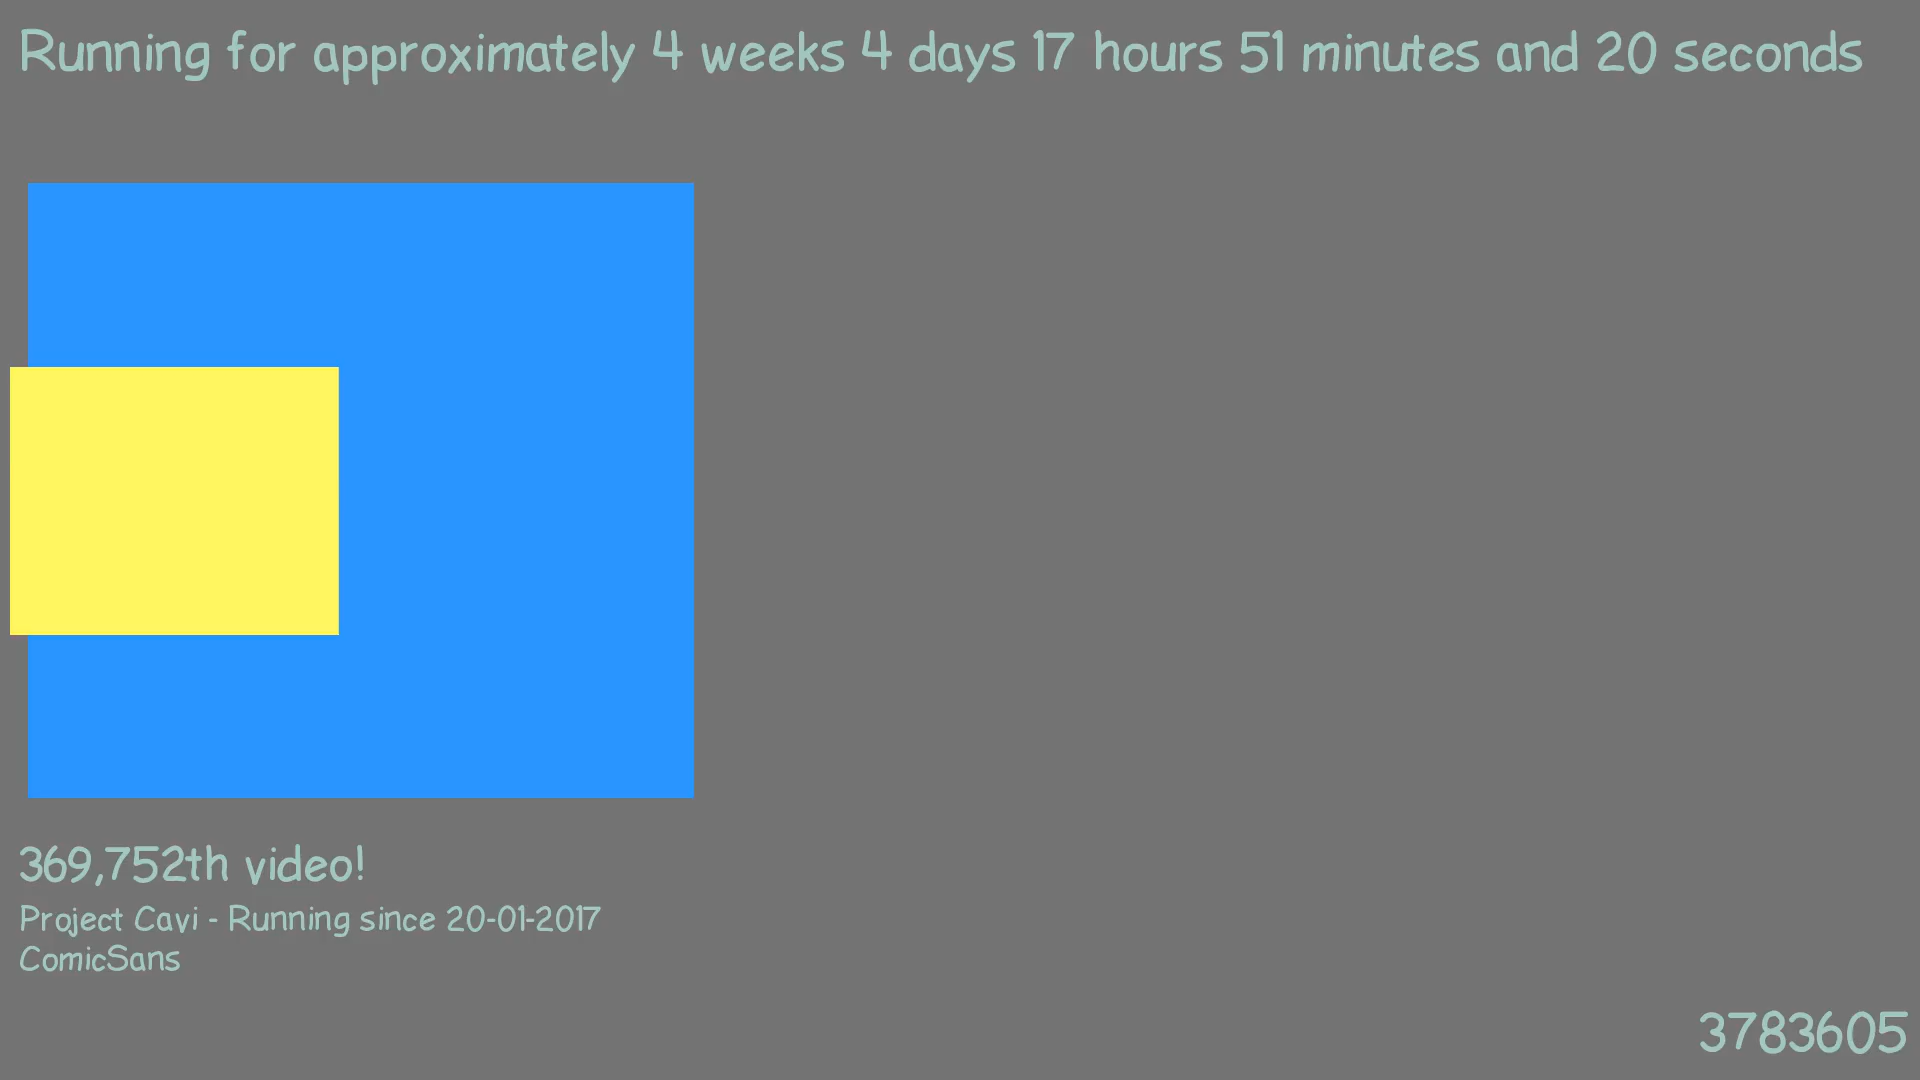 Running for approximately 4 weeks 4 days 17 hours 51 minutes and 20 seconds
369,752th video!
Project Cavi - Running since 20-01-2017
ComicSans
3783605